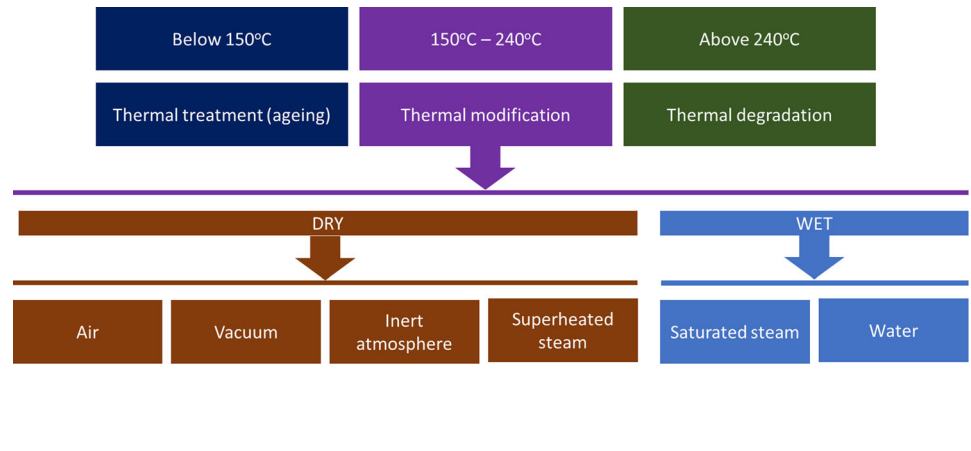 Below 150°C
150°C – 240°C
Above 240°C
Thermal treatment (ageing)
Thermal modification
Thermal degradation
DRY
WET
Air
Vacuum
Inert
atmosphere
Superheated
steam
Saturated steam
Water